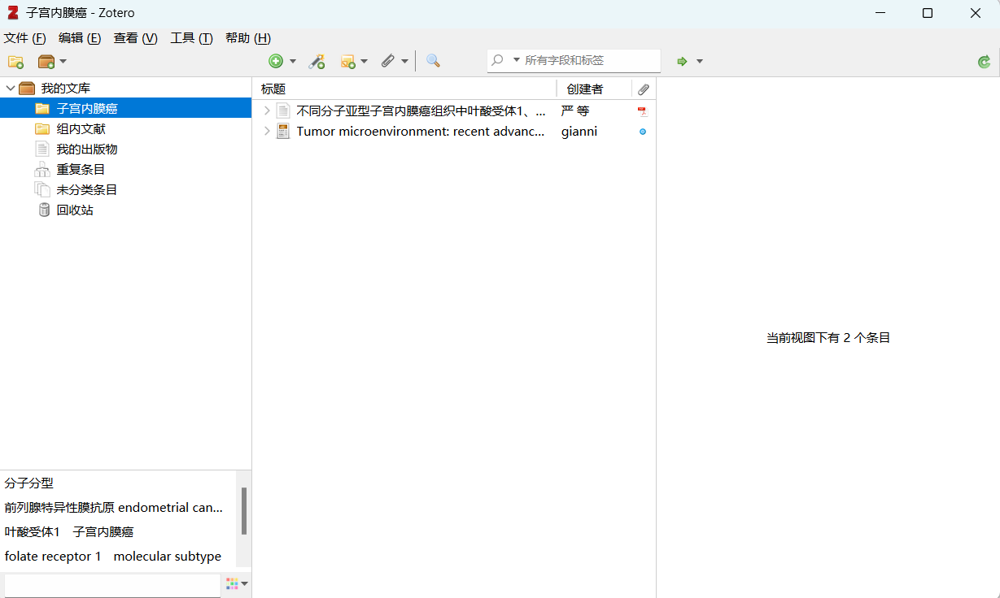 子宫内膜癌 - Zotero
文件 (F) 编辑 (E) 查看 (V) 工具 (T) 帮助 (H)
所有字段和标签
我的文库
子宫内膜癌
组内文献
我的出版物
重复条目
未分类条目
回收站
标题 创建者
不同分子亚型子宫内膜癌组织中叶酸受体1、... 严 等
Tumor microenvironment: recent advanc... gianni
当前视图下有 2 个条目
分子分型
前列腺特异性膜抗原 endometrial can...
叶酸受体1 子宫内膜癌
folate receptor 1 molecular subtype